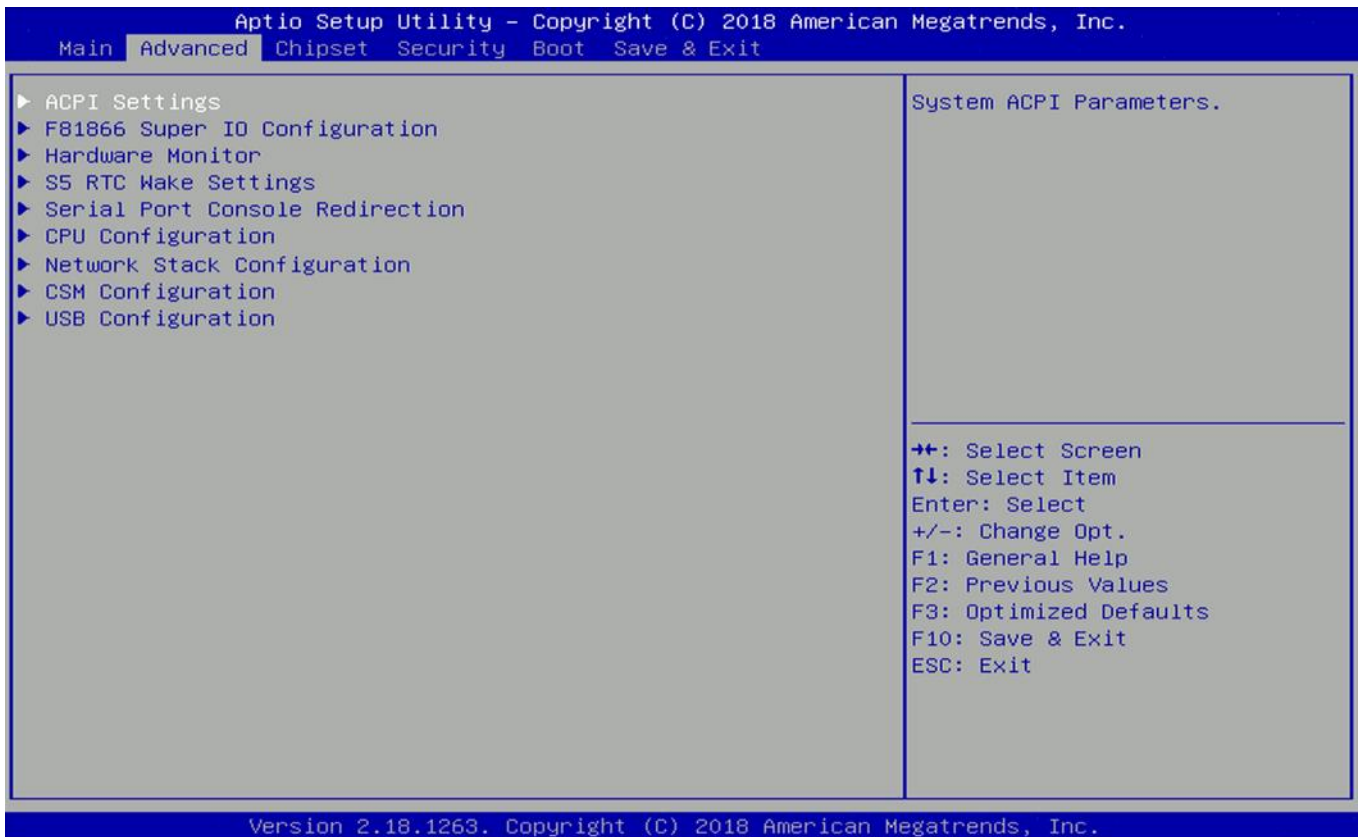 Aptio Setup Utility – Copyright (C) 2018 American Megatrends, Inc.
Main Advanced Chipset Security Boot Save & Exit
▶ ACPI Settings
▶ F81866 Super IO Configuration
▶ Hardware Monitor
▶ S5 RTC Wake Settings
▶ Serial Port Console Redirection
▶ CPU Configuration
▶ Network Stack Configuration
▶ CSM Configuration
▶ USB Configuration
System ACPI Parameters.
→←: Select Screen
↑↓: Select Item
Enter: Select
+/-: Change Opt.
F1: General Help
F2: Previous Values
F3: Optimized Defaults
F10: Save & Exit
ESC: Exit
Version 2.18.1263. Copyright (C) 2018 American Megatrends, Inc.